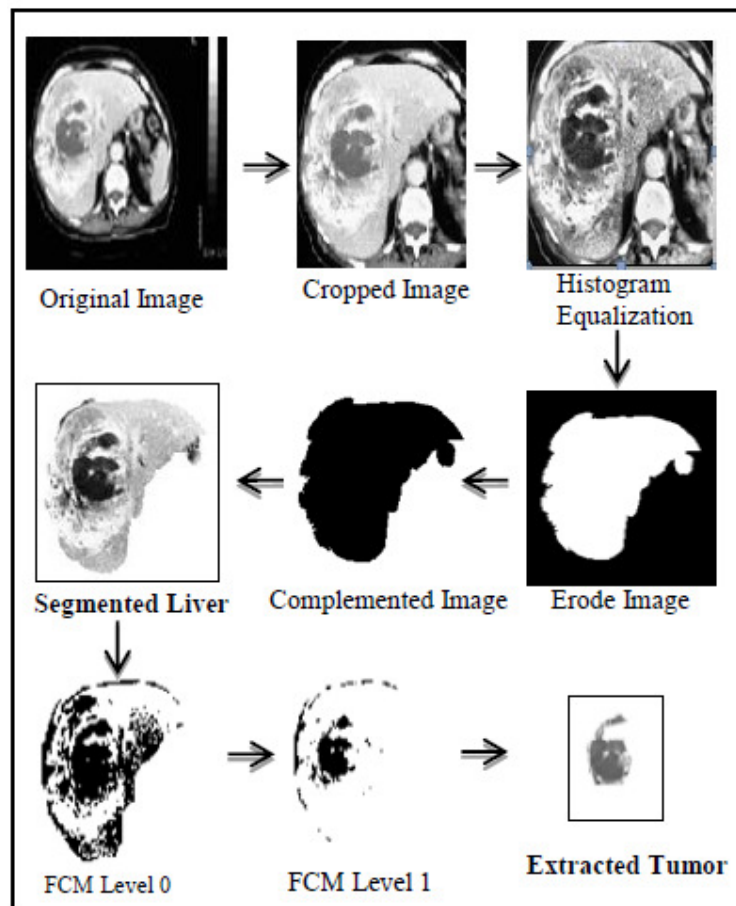 Original Image
Cropped Image
Histogram
Equalization
Segmented Liver
Complemented Image
Erode Image
FCM Level 0
FCM Level 1
Extracted Tumor